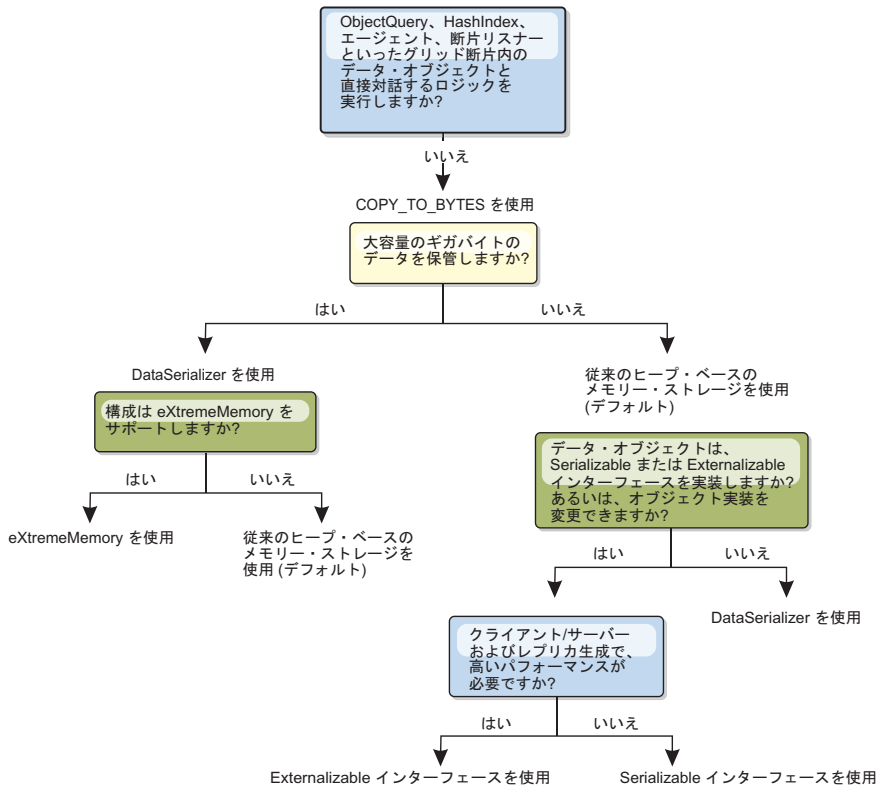 ObjectQuery、HashIndex、
エージェント、断片リスナー
といったグリッド断片内の
データ・オブジェクトと
直接対話するロジックを
実行しますか?
いいえ
COPY_TO_BYTES を使用
大容量のギガバイトの
データを保管しますか?
はい
いいえ
DataSerializer を使用
構成は eXtremeMemory を
サポートしますか?
はい
いいえ
eXtremeMemory を使用
従来のヒープ・ベースの
メモリー・ストレージを
使用 (デフォルト)
従来のヒープ・ベースの
メモリー・ストレージを使用
(デフォルト)
データ・オブジェクトは、
Serializable または Externalizable
インターフェースを実装しますか?
あるいは、オブジェクト実装を
変更できますか?
はい
いいえ
DataSerializer を使用
クライアント/サーバー
およびレプリカ生成で、
高いパフォーマンスが
必要ですか?
はい
いいえ
Externalizable インターフェースを使用
Serializable インターフェースを使用